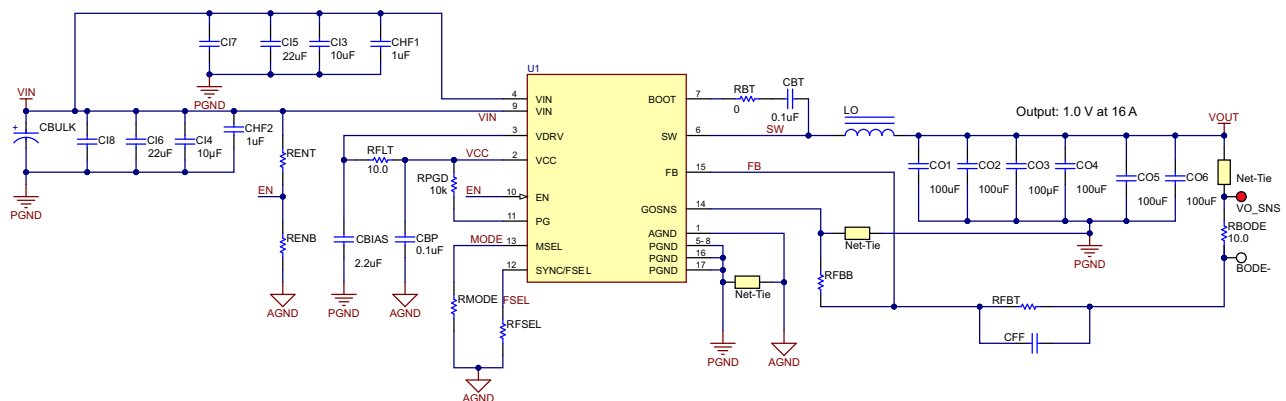 CI7
CI5
22uF
CI3
10uF
CHF1
1uF
PGND
VIN
+
CBULK
CI8
CI6
22uF
CI4
10µF
CHF2
1uF
PGND
RENT
EN
RENB
AGND
VIN
RFLT
10.0
VCC
RPGD
10k
EN
CBIAS
2.2uF
CBP
0.1uF
PGND
AGND
MODE
RMODE
FSEL
RFSEL
AGND
U1
4 VIN
9 VIN
3 VDRV
2 VCC
10 EN
11 PG
13 MSEL
12 SYNC/FSEL
BOOT 7
SW 6
FB 15
GOSNS 14
AGND 1
PGND 5- 8
PGND 16
PGND 17
RBT
0
CBT
0.1uF
SW
LO
FB
Output: 1.0 V at 16 A
VOUT
CO1
100uF
CO2
100uF
CO3
100µF
CO4
100uF
CO5
100uF
CO6
100uF
Net-Tie
VO_SNS
RBODE
10.0
BODE-
Net-Tie
PGND
RFBB
Net-Tie
PGND
AGND
RFBT
CFF